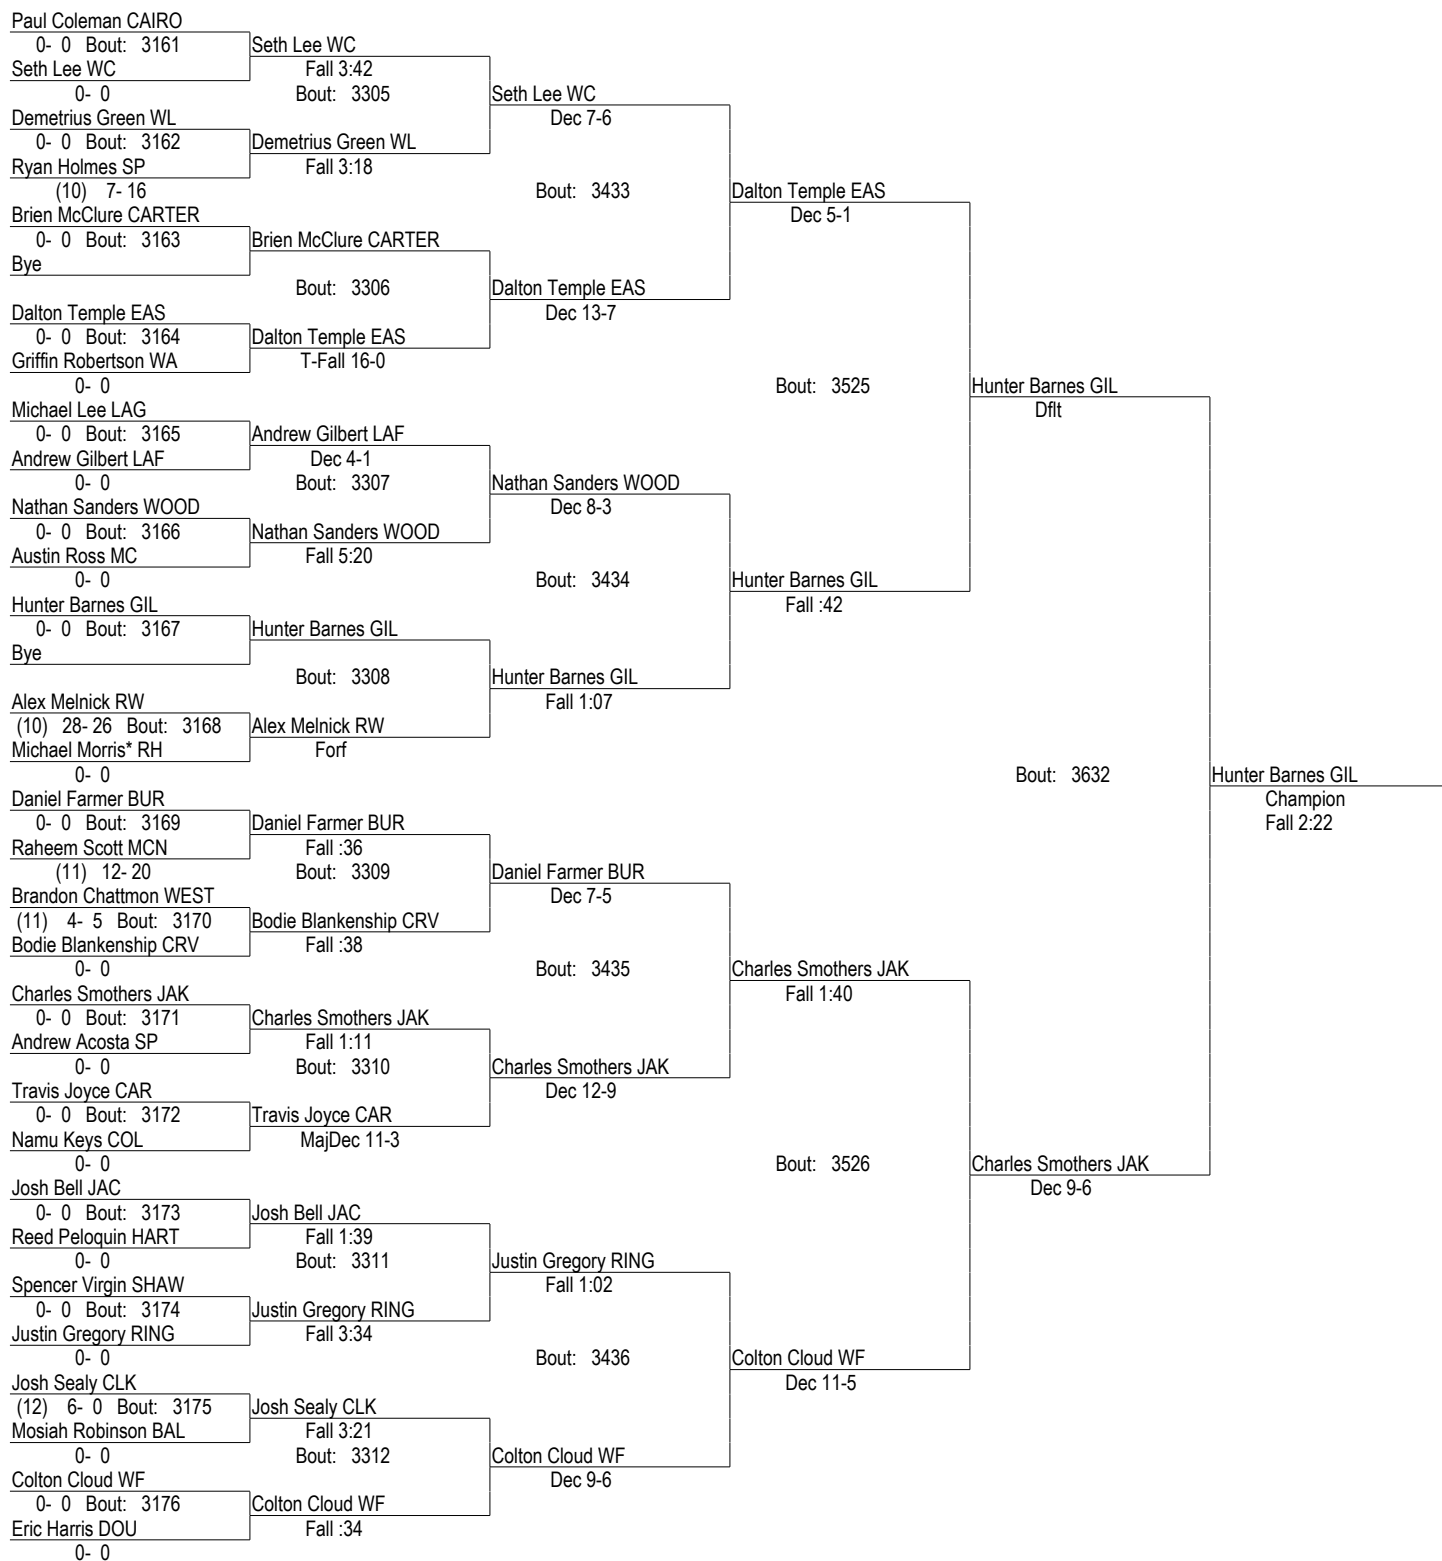 Paul Coleman CAIRO
0- 0 Bout: 3161
Seth Lee WC
Seth Lee WC
Fall 3:42
0- 0
Bout: 3305
Seth Lee WC
Dec 7-6
Demetrius Green WL
0- 0 Bout: 3162
Demetrius Green WL
Ryan Holmes SP
Fall 3:18
(10) 7- 16
Bout: 3433
Dalton Temple EAS
Dec 5-1
Brien McClure CARTER
0- 0 Bout: 3163
Brien McClure CARTER
Bye
Bout: 3306
Dalton Temple EAS
Dec 13-7
Dalton Temple EAS
0- 0 Bout: 3164
Dalton Temple EAS
Griffin Robertson WA
T-Fall 16-0
0- 0
Bout: 3525
Hunter Barnes GIL
Dflt
Michael Lee LAG
0- 0 Bout: 3165
Andrew Gilbert LAF
Andrew Gilbert LAF
Dec 4-1
0- 0
Bout: 3307
Nathan Sanders WOOD
Dec 8-3
Nathan Sanders WOOD
0- 0 Bout: 3166
Nathan Sanders WOOD
Austin Ross MC
Fall 5:20
0- 0
Bout: 3434
Hunter Barnes GIL
Fall :42
Hunter Barnes GIL
0- 0 Bout: 3167
Hunter Barnes GIL
Bye
Bout: 3308
Hunter Barnes GIL
Fall 1:07
Alex Melnick RW
(10) 28- 26 Bout: 3168
Alex Melnick RW
Michael Morris* RH
Forf
0- 0
Bout: 3632
Hunter Barnes GIL
Champion
Fall 2:22
Daniel Farmer BUR
0- 0 Bout: 3169
Daniel Farmer BUR
Raheem Scott MCN
Fall :36
(11) 12- 20
Bout: 3309
Daniel Farmer BUR
Dec 7-5
Brandon Chattmon WEST
(11) 4- 5 Bout: 3170
Bodie Blankenship CRV
Bodie Blankenship CRV
Fall :38
0- 0
Bout: 3435
Charles Smothers JAK
Fall 1:40
Charles Smothers JAK
0- 0 Bout: 3171
Charles Smothers JAK
Andrew Acosta SP
Fall 1:11
0- 0
Bout: 3310
Charles Smothers JAK
Dec 12-9
Travis Joyce CAR
0- 0 Bout: 3172
Travis Joyce CAR
Namu Keys COL
MajDec 11-3
0- 0
Bout: 3526
Charles Smothers JAK
Dec 9-6
Josh Bell JAC
0- 0 Bout: 3173
Josh Bell JAC
Reed Peloquin HART
Fall 1:39
0- 0
Bout: 3311
Justin Gregory RING
Fall 1:02
Spencer Virgin SHAW
0- 0 Bout: 3174
Justin Gregory RING
Justin Gregory RING
Fall 3:34
0- 0
Bout: 3436
Colton Cloud WF
Dec 11-5
Josh Sealy CLK
(12) 6- 0 Bout: 3175
Josh Sealy CLK
Mosiah Robinson BAL
Fall 3:21
0- 0
Bout: 3312
Colton Cloud WF
Dec 9-6
Colton Cloud WF
0- 0 Bout: 3176
Colton Cloud WF
Eric Harris DOU
Fall :34
0- 0